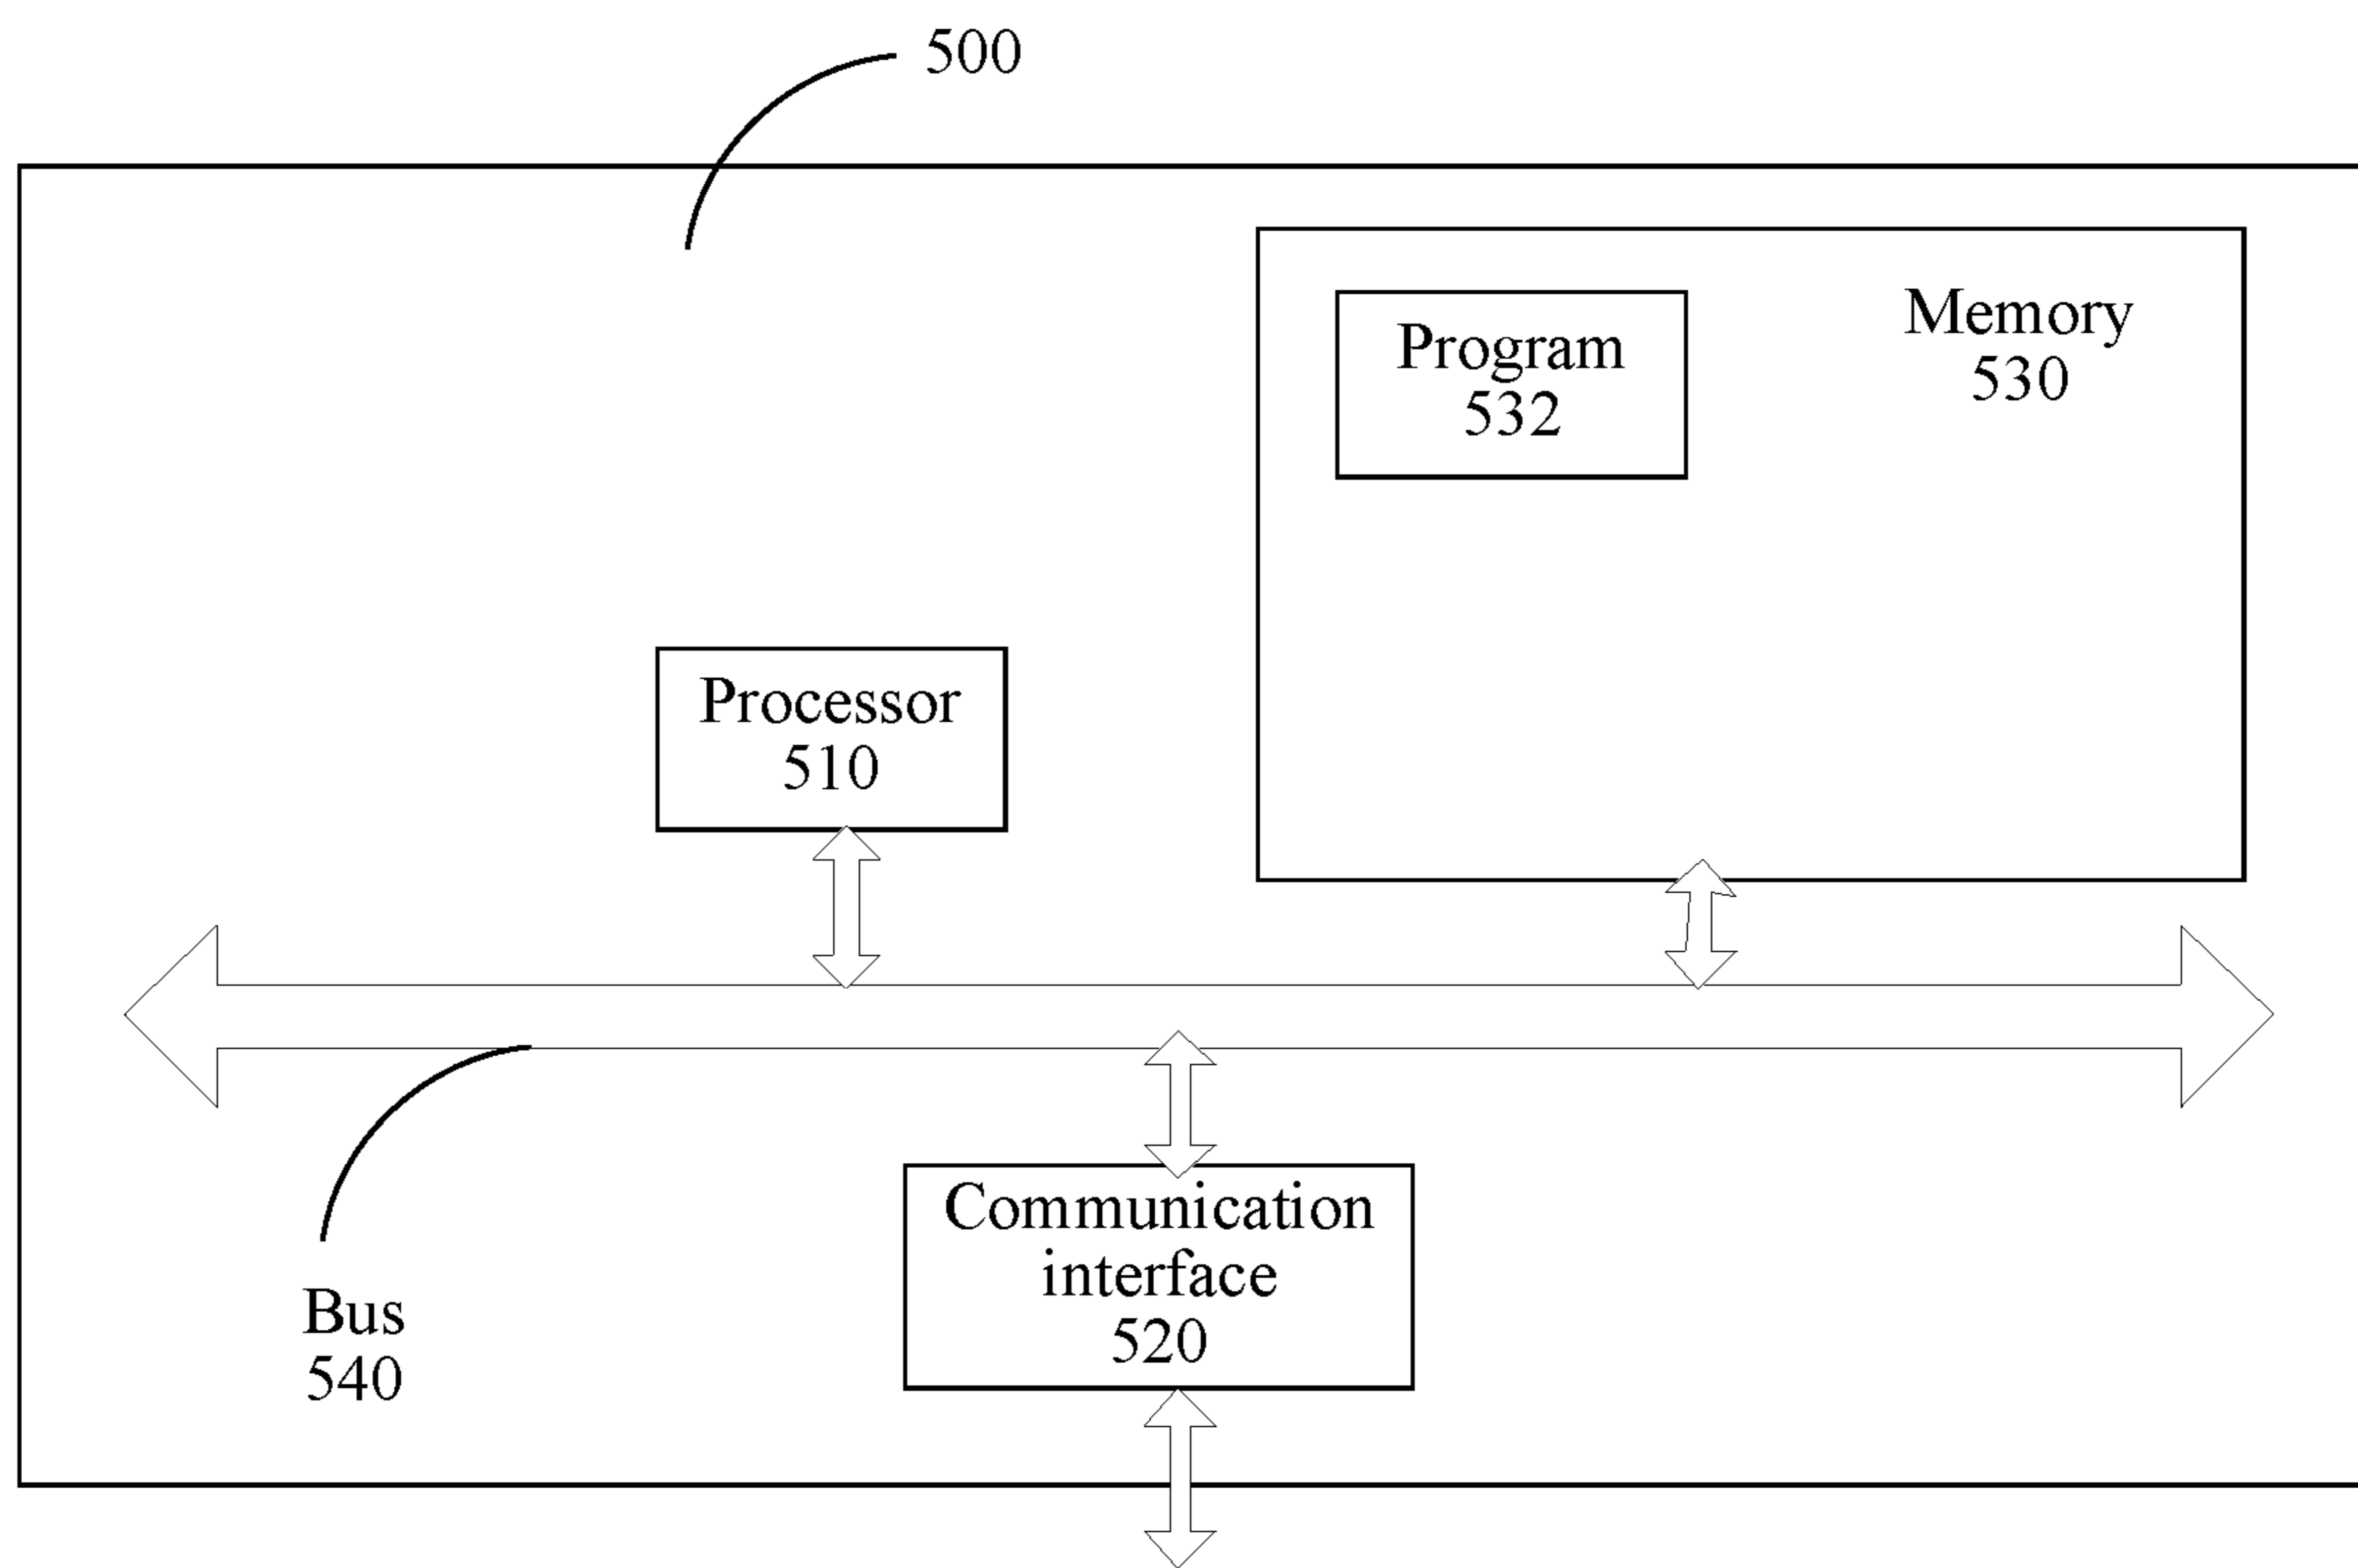 500
Program
532
Memory
530
Processor
510
Communication
interface
520
Bus
540